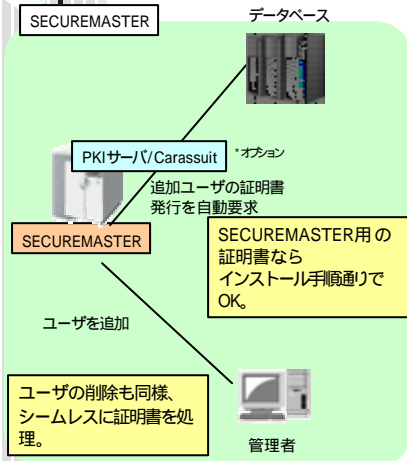 SECUREMASTER
データベース
PKIサーバ/Carassuit
*オプション
追加ユーザの証明書
発行を自動要求
SECUREMASTER
SECUREMASTER用の
証明書なら
インストール手順通りで
OK。
ユーザを追加
ユーザの削除も同様、
シームレスに証明書を処
理。
管理者